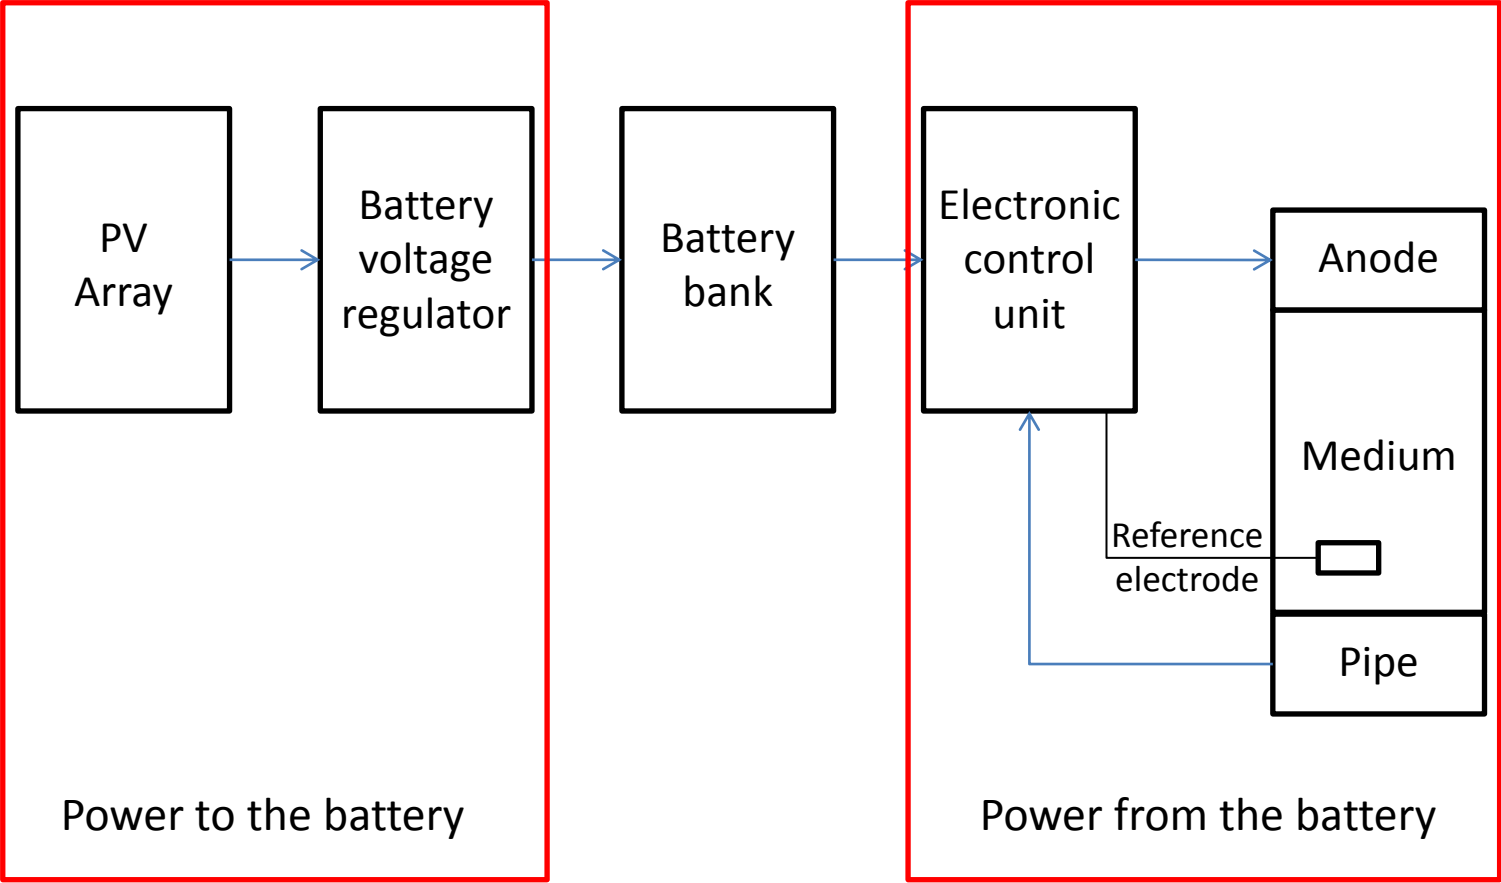 PV
Array
Battery
voltage
regulator
Battery
bank
Electronic
control
unit
Anode
Medium
Reference
electrode
Pipe
Power to the battery
Power from the battery